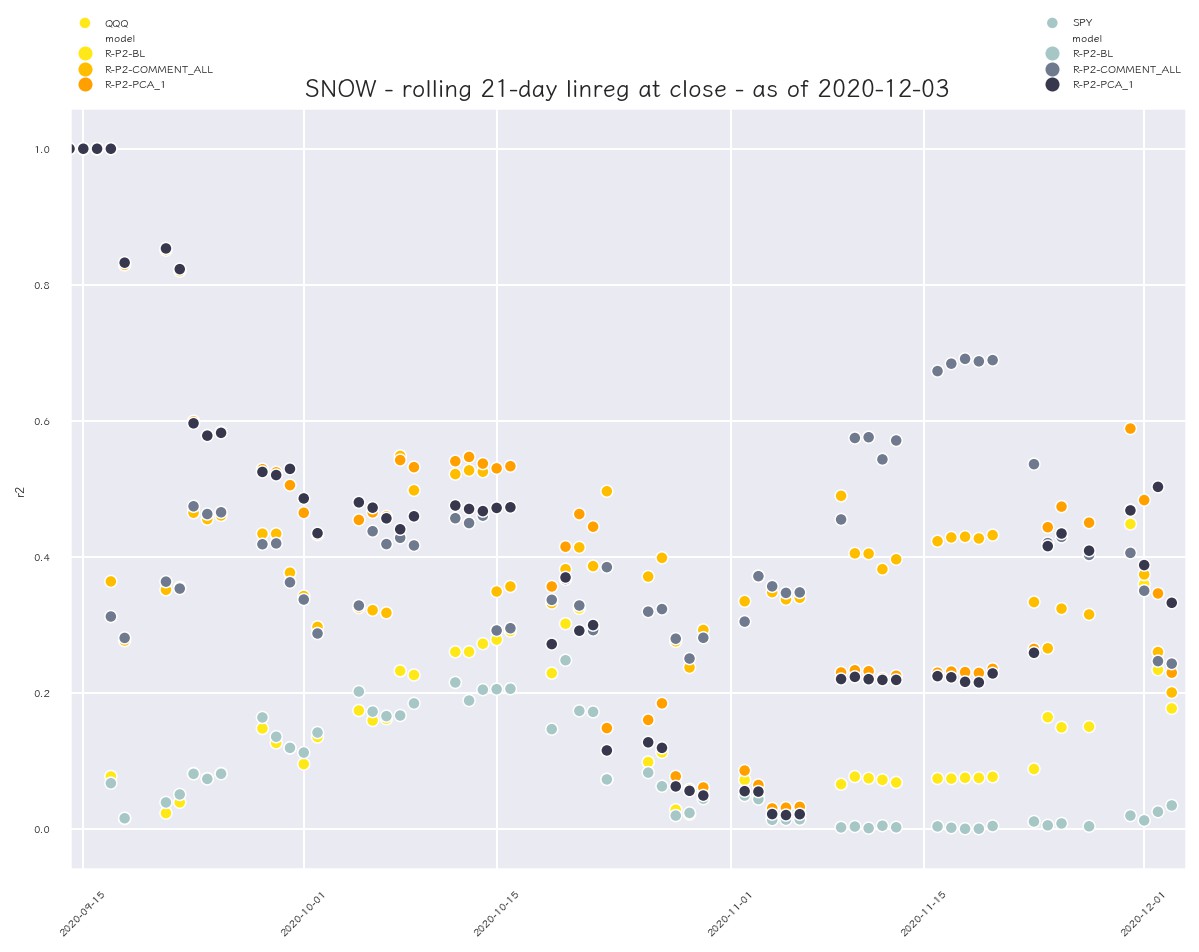 QQQ
model
R-P2-BL
R-P2-COMMENT_ALL
R-P2-PCA_1
SPY
model
R-P2-BL
R-P2-COMMENT_ALL
R-P2-PCA_1
SNOW - rolling 21-day linreg at close - as of 2020-12-03
1.0
0.8
0.6
0.4
0.2
0.0
r2
2020-09-15
2020-10-01
2020-10-15
2020-11-01
2020-11-15
2020-12-01